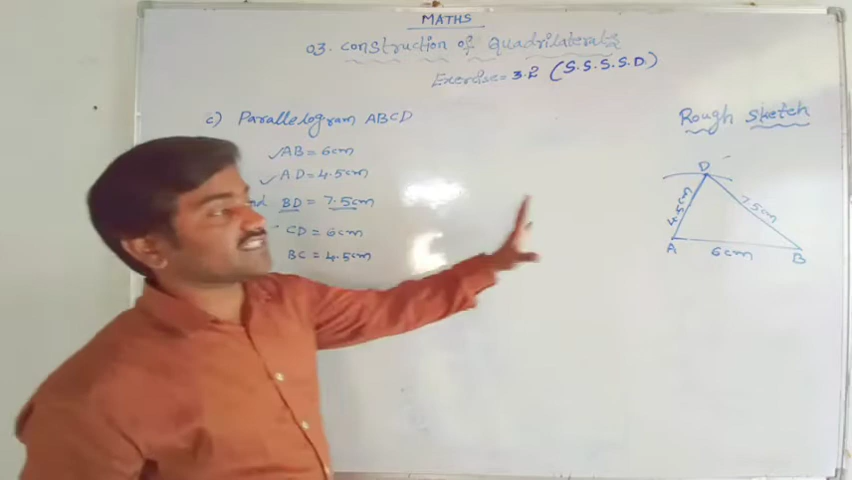 MATHS
03. Construction of Quadrilaterals
Exercise = 3.2 (S.S.S.S.D)
c) Parallelogram ABCD
✓AB = 6cm
✓AD = 4.5cm
BD = 7.5cm
CD = 6cm
BC = 4.5cm
Rough Sketch
D
4.5cm
7.5cm
A
6cm
B